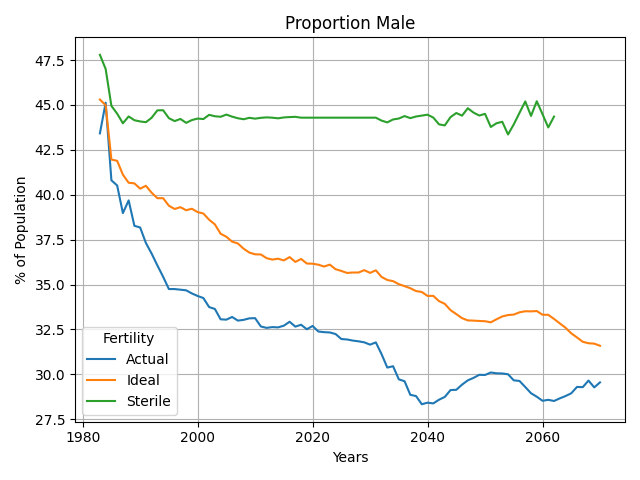 Proportion Male
% of Population
47.5
45.0
42.5
40.0
37.5
35.0
32.5
30.0
27.5
Fertility
Actual
Ideal
Sterile
1980
2000
2020
2040
2060
Years